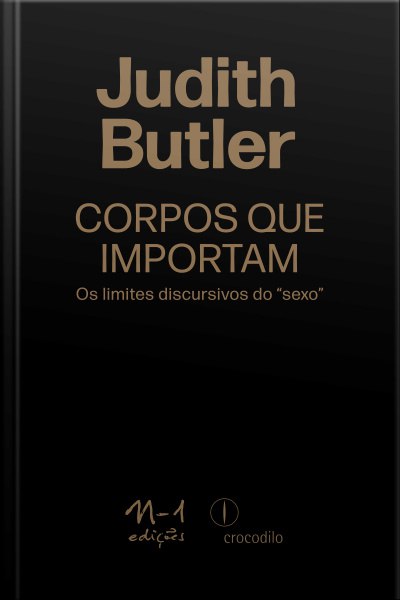 Judith
Butler
CORPOS QUE
IMPORTAM
Os limites discursivos do “sexo”
n-1
edições
crocodilo